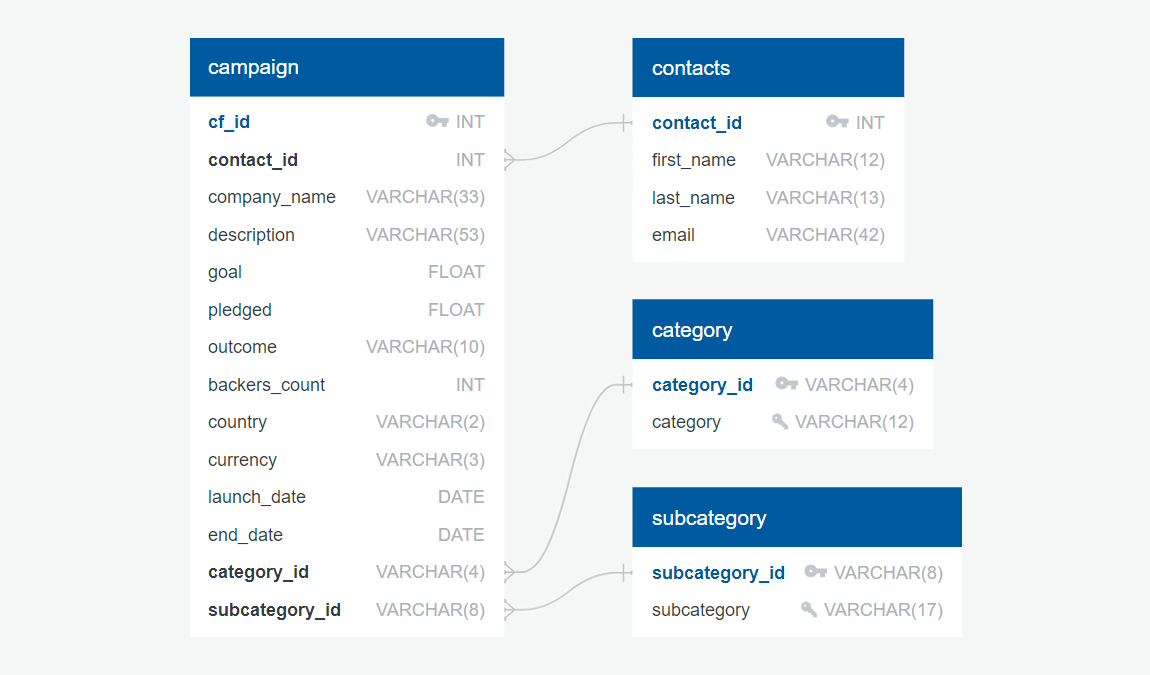 campaign
cf_id INT
contact_id INT
company_name VARCHAR(33)
description VARCHAR(53)
goal FLOAT
pledged FLOAT
outcome VARCHAR(10)
backers_count INT
country VARCHAR(2)
currency VARCHAR(3)
launch_date DATE
end_date DATE
category_id VARCHAR(4)
subcategory_id VARCHAR(8)
contacts
contact_id INT
first_name VARCHAR(12)
last_name VARCHAR(13)
email VARCHAR(42)
category
category_id VARCHAR(4)
category VARCHAR(12)
subcategory
subcategory_id VARCHAR(8)
subcategory VARCHAR(17)